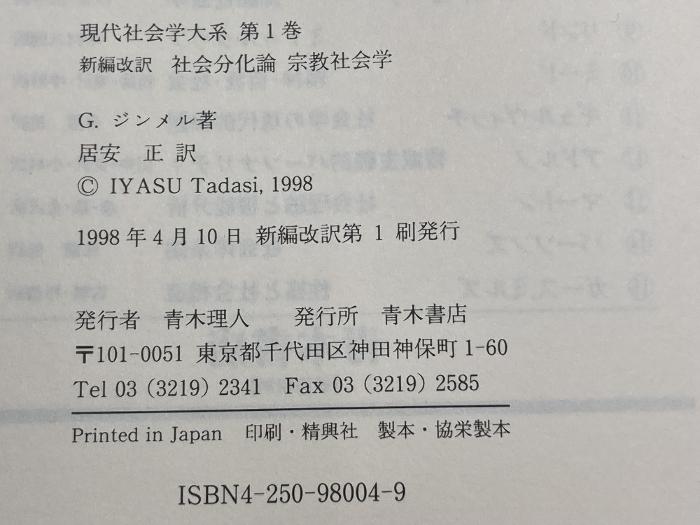 現代社会学大系 第1巻
新編改訳 社会分化論 宗教社会学
G. ジンメル著
居安 正 訳
© IYASU Tadasi, 1998
1998年4月10日 新編改訳第 1 刷発行
発行者 青木理人 発行所 青木書店
〒101-0051 東京都千代田区神田神保町1-60
Tel 03 (3219) 2341 Fax 03 (3219) 2585
Printed in Japan 印刷・精興社 製本・協栄製本
ISBN4-250-98004-9